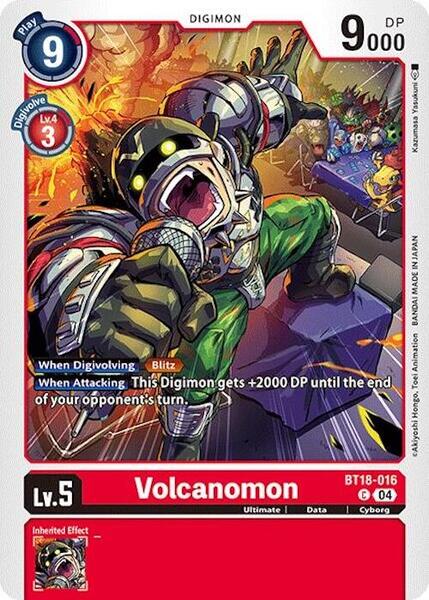 DIGIMON
Play
9
DP
9000
Digivolve
Lv.4
3
Kazumasa Yasukuni
©Akiyoshi Hongo, Toei Animation BANDAI MADE IN JAPAN
When Digivolving Blitz
When Attacking This Digimon gets +2000 DP until the end
of your opponent's turn.
BT18-016
Lv.5 Volcanomon C 04
Ultimate | Data | Cyborg
Inherited Effect
–